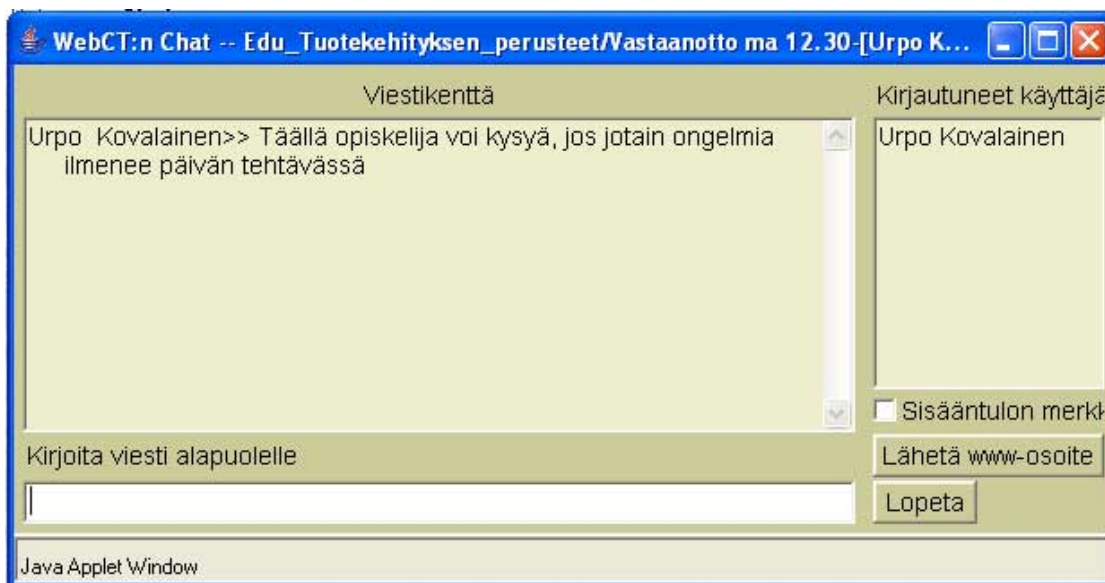 WebCT:n Chat -- Edu_Tuotekehityksen_perusteet/Vastaanotto ma 12.30-[Urpo K...
Viestikenttä
Kirjautuneet käyttäjä
Urpo Kovalainen>> Täällä opiskelija voi kysyä, jos jotain ongelmia
ilmenee päivän tehtävässä
Urpo Kovalainen
Sisääntulon merkk
Kirjoita viesti alapuolelle
Lähetä www-osoite
Lopeta
Java Applet Window